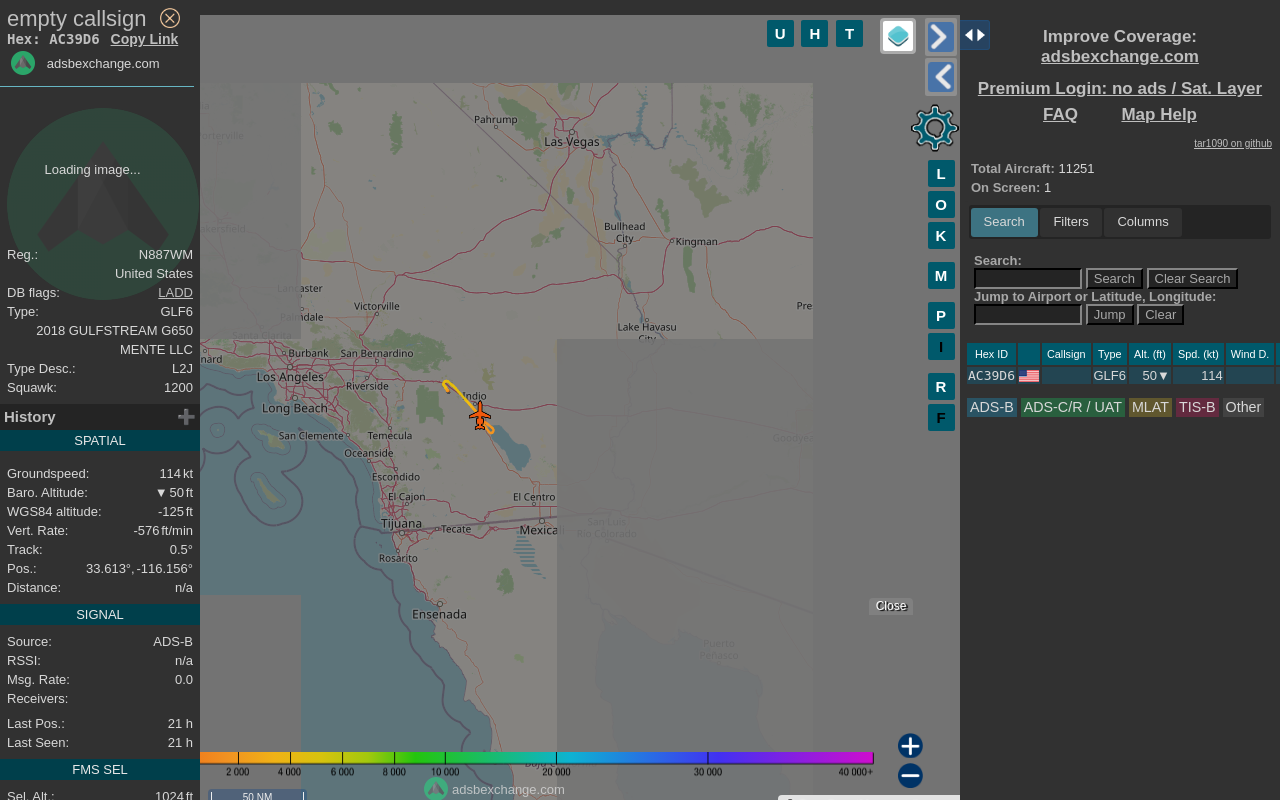 empty callsign
Hex: AC39D6 Copy Link
adsbexchange.com
Loading image...
Reg.: N887WM
United States
DB flags: LADD
Type: GLF6
2018 GULFSTREAM G650
MENTE LLC
Type Desc.: L2J
Squawk: 1200
History
SPATIAL
Groundspeed: 114 kt
Baro. Altitude: ▼ 50 ft
WGS84 altitude: -125 ft
Vert. Rate: -576 ft/min
Track: 0.5°
Pos.: 33.613°, -116.156°
Distance: n/a
SIGNAL
Source: ADS-B
RSSI: n/a
Msg. Rate: 0.0
Receivers:
Last Pos.: 21 h
Last Seen: 21 h
FMS SEL
Sel. Alt.: 1024 ft
U H T
L
O
K
M
P
I
R
F
Pahrump
Las Vegas
Bullhead
City
Kingman
Lancaster
Palmdale
Victorville
Lake Havasu
City
Pre
Burbank
San Bernardino
nard
Los Angeles
Riverside
Indio
Long Beach
San Clemente
Temecula
Oceanside
Escondido
El Cajon
El Centro
Tijuana
Tecate
Mexica
San Luis
Río Colorado
Rosarito
Ensenada
Puerto
Peñasco
Goodyear
Close
2 000 4 000 6 000 8 000 10 000 20 000 30 000 40 000+
50 NM
adsbexchange.com
Improve Coverage:
adsbexchange.com
Premium Login: no ads / Sat. Layer
FAQ Map Help
tar1090 on github
Total Aircraft: 11251
On Screen: 1
Search Filters Columns
Search:
Search Clear Search
Jump to Airport or Latitude, Longitude:
Jump Clear
Hex ID Callsign Type Alt. (ft) Spd. (kt) Wind D.
AC39D6 GLF6 50▼ 114
ADS-B ADS-C/R / UAT MLAT TIS-B Other